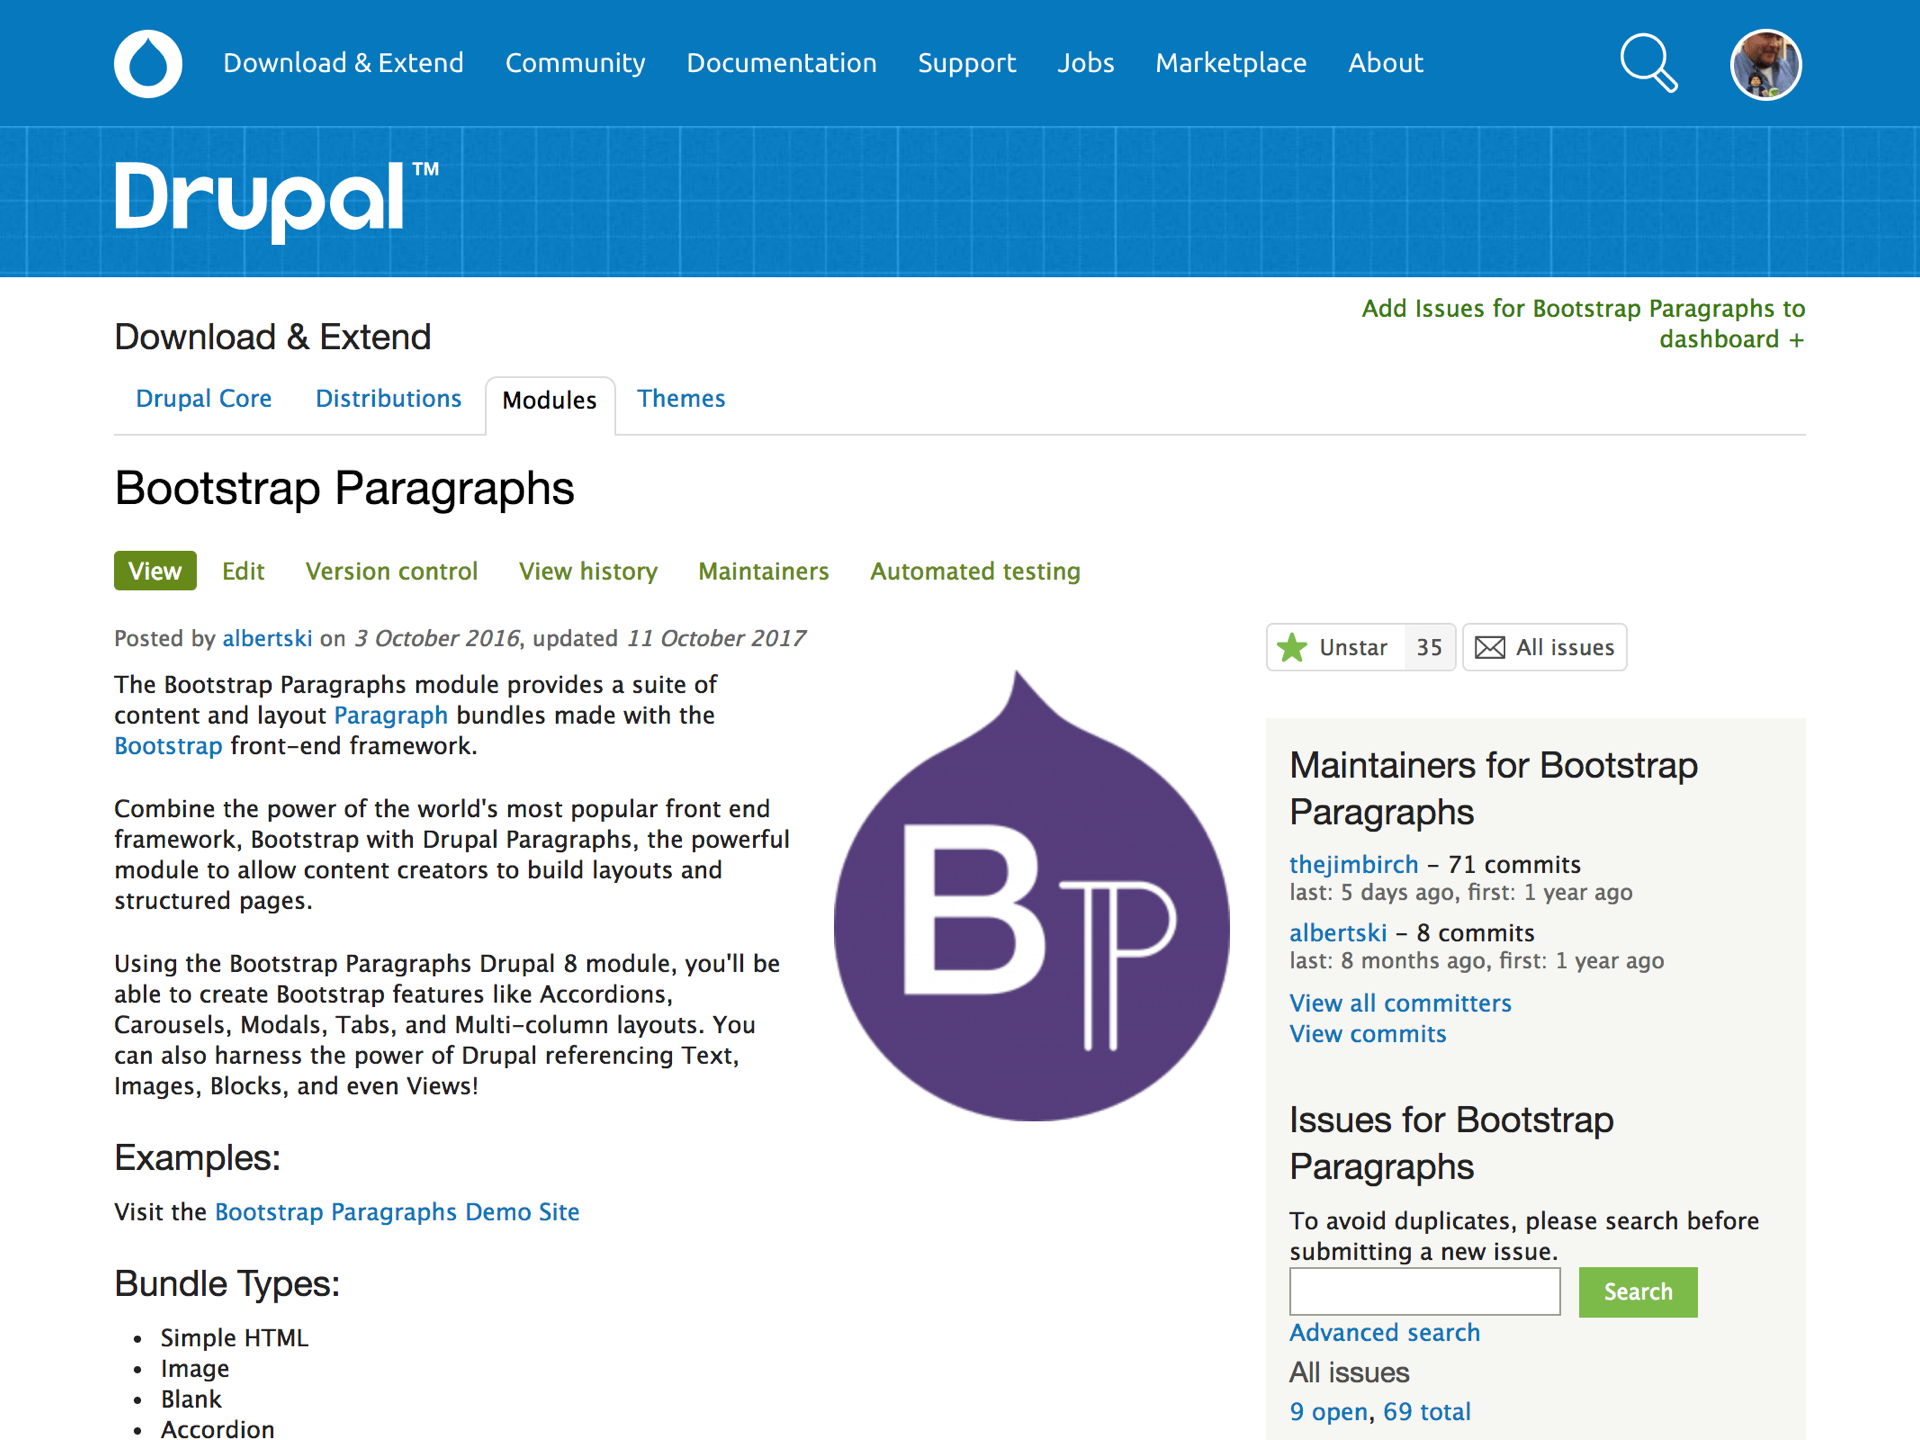 Download & Extend Community Documentation Support Jobs Marketplace About
Drupal™
Add Issues for Bootstrap Paragraphs to
dashboard +
Download & Extend
Drupal Core Distributions Modules Themes
Bootstrap Paragraphs
View Edit Version control View history Maintainers Automated testing
Posted by albertski on 3 October 2016, updated 11 October 2017
The Bootstrap Paragraphs module provides a suite of
content and layout Paragraph bundles made with the
Bootstrap front-end framework.
Combine the power of the world's most popular front end
framework, Bootstrap with Drupal Paragraphs, the powerful
module to allow content creators to build layouts and
structured pages.
Using the Bootstrap Paragraphs Drupal 8 module, you'll be
able to create Bootstrap features like Accordions,
Carousels, Modals, Tabs, and Multi-column layouts. You
can also harness the power of Drupal referencing Text,
Images, Blocks, and even Views!
Examples:
Visit the Bootstrap Paragraphs Demo Site
Bundle Types:
• Simple HTML
• Image
• Blank
• Accordion
BP
Unstar 35 All issues
Maintainers for Bootstrap
Paragraphs
thejimbirch – 71 commits
last: 5 days ago, first: 1 year ago
albertski – 8 commits
last: 8 months ago, first: 1 year ago
View all committers
View commits
Issues for Bootstrap
Paragraphs
To avoid duplicates, please search before
submitting a new issue.
Search
Advanced search
All issues
9 open, 69 total